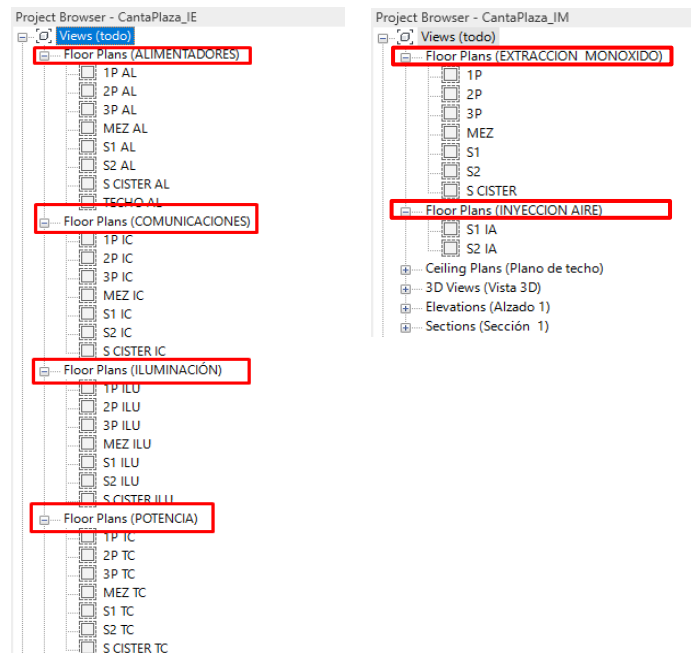 Project Browser - CantaPlaza_IE
Views (todo)
Floor Plans (ALIMENTADORES)
1P AL
2P AL
3P AL
MEZ AL
S1 AL
S2 AL
S CISTER AL
TECHO AL
Floor Plans (COMUNICACIONES)
1P IC
2P IC
3P IC
MEZ IC
S1 IC
S2 IC
S CISTER IC
Floor Plans (ILUMINACIÓN)
1P ILU
2P ILU
3P ILU
MEZ ILU
S1 ILU
S2 ILU
S CISTER ILU
Floor Plans (POTENCIA)
1P TC
2P TC
3P TC
MEZ TC
S1 TC
S2 TC
S CISTER TC
Project Browser - CantaPlaza_IM
Views (todo)
Floor Plans (EXTRACCION MONOXIDO)
1P
2P
3P
MEZ
S1
S2
S CISTER
Floor Plans (INYECCION AIRE)
S1 IA
S2 IA
Ceiling Plans (Plano de techo)
3D Views (Vista 3D)
Elevations (Alzado 1)
Sections (Sección 1)